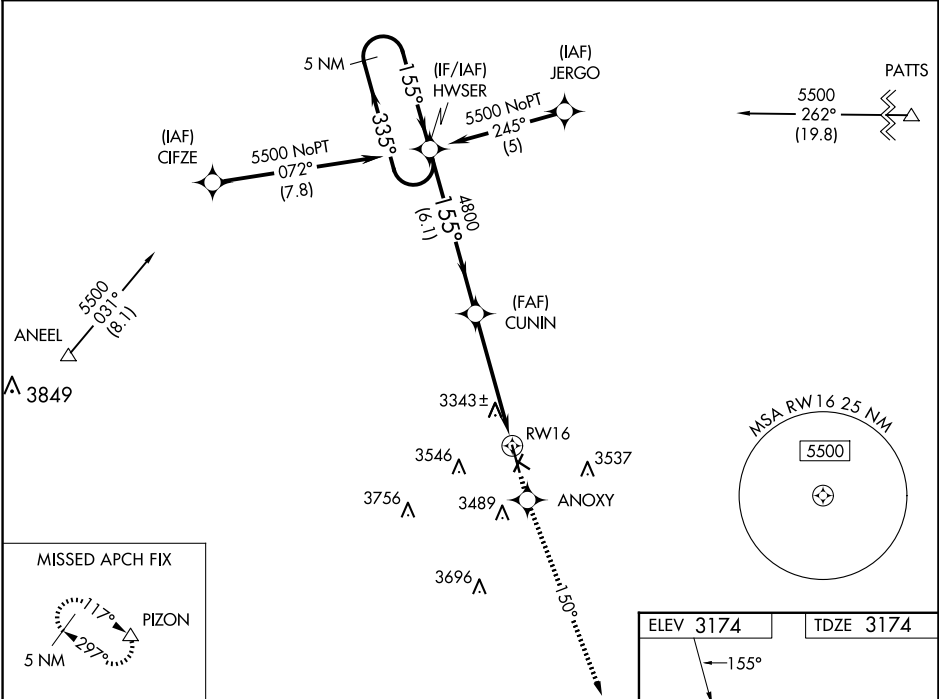 5 NM
155°
335°
(IF/IAF)
HWSER
(IAF)
JERGO
5500 NoPT
245°
(5)
PATTS
5500
262°
(19.8)
(IAF)
CIFZE
5500 NoPT
072°
(7.8)
4800
155°
(6.1)
5500
031°
(8.1)
ANEEL
3849
(FAF)
CUNIN
3343±
RW16
3546
3537
3756
3489
ANOXY
3696
150°
MSA RW16 25 NM
5500
MISSED APCH FIX
117°
297°
PIZON
5 NM
ELEV 3174
TDZE 3174
155°